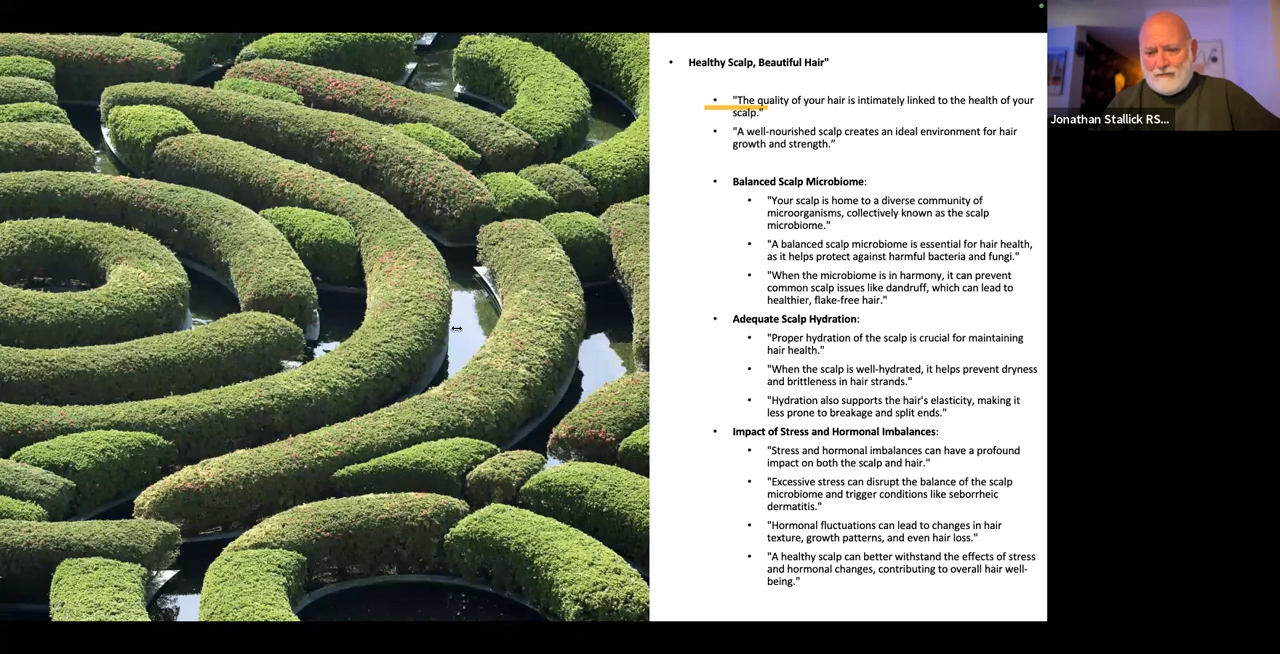 Healthy Scalp, Beautiful Hair"
"The quality of your hair is intimately linked to the health of your
scalp."
"A well-nourished scalp creates an ideal environment for hair
growth and strength.”
Balanced Scalp Microbiome:
"Your scalp is home to a diverse community of
microorganisms, collectively known as the scalp
microbiome."
"A balanced scalp microbiome is essential for hair health,
as it helps protect against harmful bacteria and fungi."
"When the microbiome is in harmony, it can prevent
common scalp issues like dandruff, which can lead to
healthier, flake-free hair."
Adequate Scalp Hydration:
"Proper hydration of the scalp is crucial for maintaining
hair health."
"When the scalp is well-hydrated, it helps prevent dryness
and brittleness in hair strands."
"Hydration also supports the hair's elasticity, making it
less prone to breakage and split ends."
Impact of Stress and Hormonal Imbalances:
"Stress and hormonal imbalances can have a profound
impact on both the scalp and hair."
"Excessive stress can disrupt the balance of the scalp
microbiome and trigger conditions like seborrheic
dermatitis."
"Hormonal fluctuations can lead to changes in hair
texture, growth patterns, and even hair loss."
"A healthy scalp can better withstand the effects of stress
and hormonal changes, contributing to overall hair well-
being."
Jonathan Stallick RS...